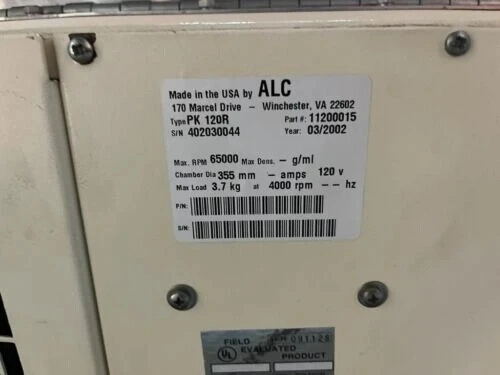 Made in the USA by ALC
170 Marcel Drive – Winchester, VA 22602
Type PK 120R Part #: 11200015
S/N 402030044 Year: 03/2002
Max. RPM 65000 Max Dens. – g/ml
Chamber Dia 355 mm – amps 120 v
Max Load 3.7 kg at 4000 rpm –– hz
P/N:
S/N:
FIELD
EVALUATED
PRODUCT
UL